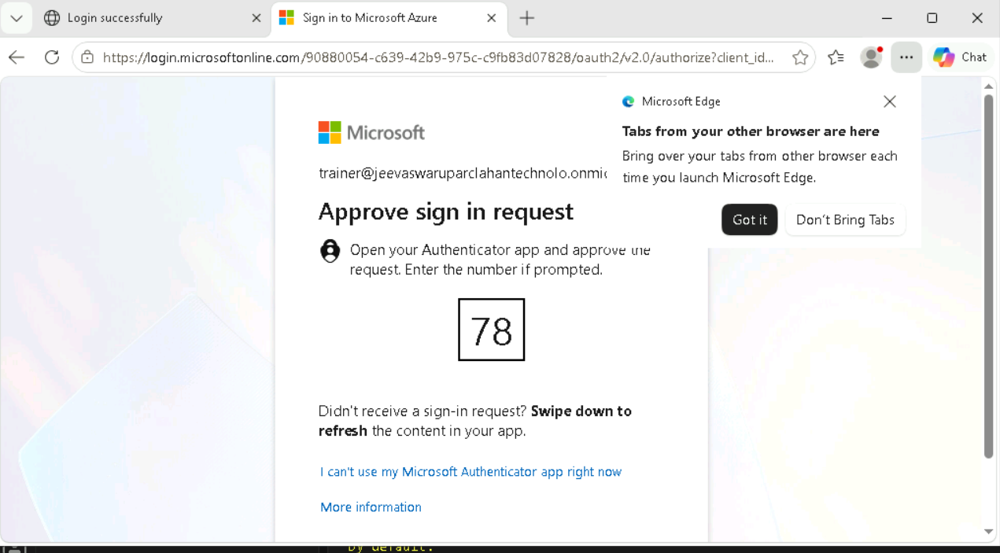 Login successfully
Sign in to Microsoft Azure
https://login.microsoftonline.com/90880054-c639-42b9-975c-c9fb83d07828/oauth2/v2.0/authorize?client_id...
Chat
Microsoft Edge
Tabs from your other browser are here
Bring over your tabs from other browser each
time you launch Microsoft Edge.
Got it
Don't Bring Tabs
Microsoft
trainer@jeevaswaruparclahantechnolo.onmic
Approve sign in request
Open your Authenticator app and approve the
request. Enter the number if prompted.
78
Didn't receive a sign-in request? Swipe down to
refresh the content in your app.
I can't use my Microsoft Authenticator app right now
More information
by default.